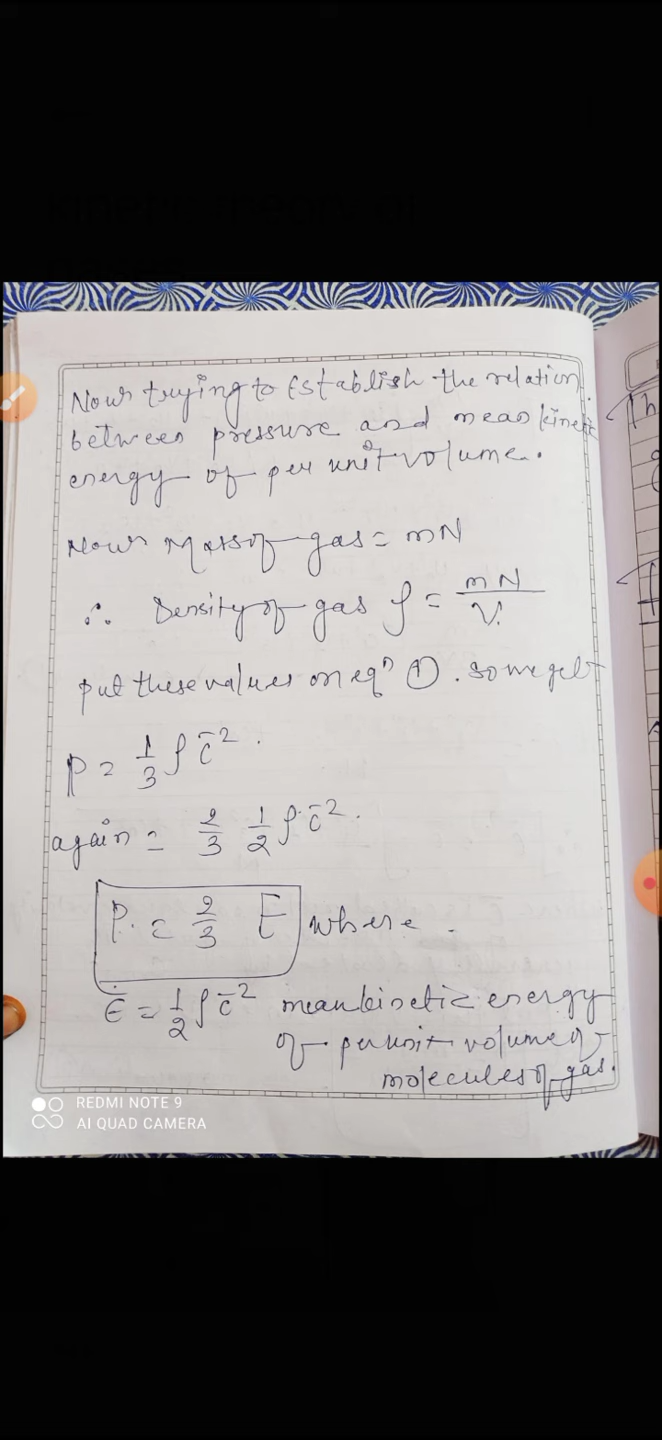 Now trying to Establish the relation.
between pressure and mean kinetic
energy of per unit volume.
Now Mass of gas = mN
∴ Density of gas ρ = mN/V.
put these values on eqⁿ ①. so we get
P = 1/3 ρ c̄².
again = 2/3 1/2 ρ c̄².
P. = 2/3 E where
Ē = 1/2 ρ c̄² mean kinetic energy
of per unit volume of
molecules of gas.
REDMI NOTE 9
AI QUAD CAMERA